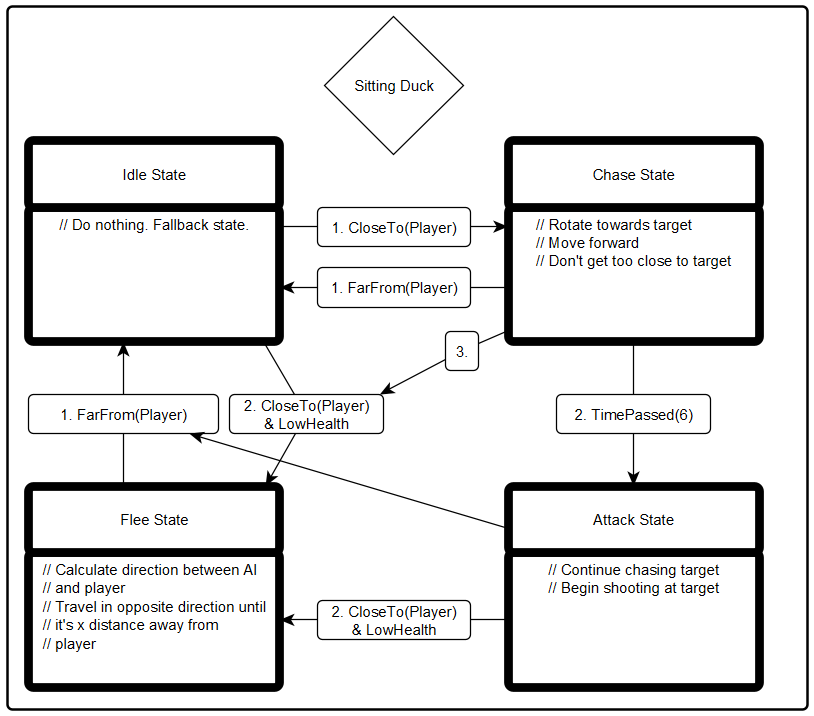 Sitting Duck
Idle State
// Do nothing. Fallback state.
1. CloseTo(Player)
1. FarFrom(Player)
Chase State
// Rotate towards target
// Move forward
// Don't get too close to target
3.
1. FarFrom(Player)
2. CloseTo(Player)
& LowHealth
2. TimePassed(6)
Flee State
// Calculate direction between AI
// and player
// Travel in opposite direction until
// it's x distance away from
// player
2. CloseTo(Player)
& LowHealth
Attack State
// Continue chasing target
// Begin shooting at target